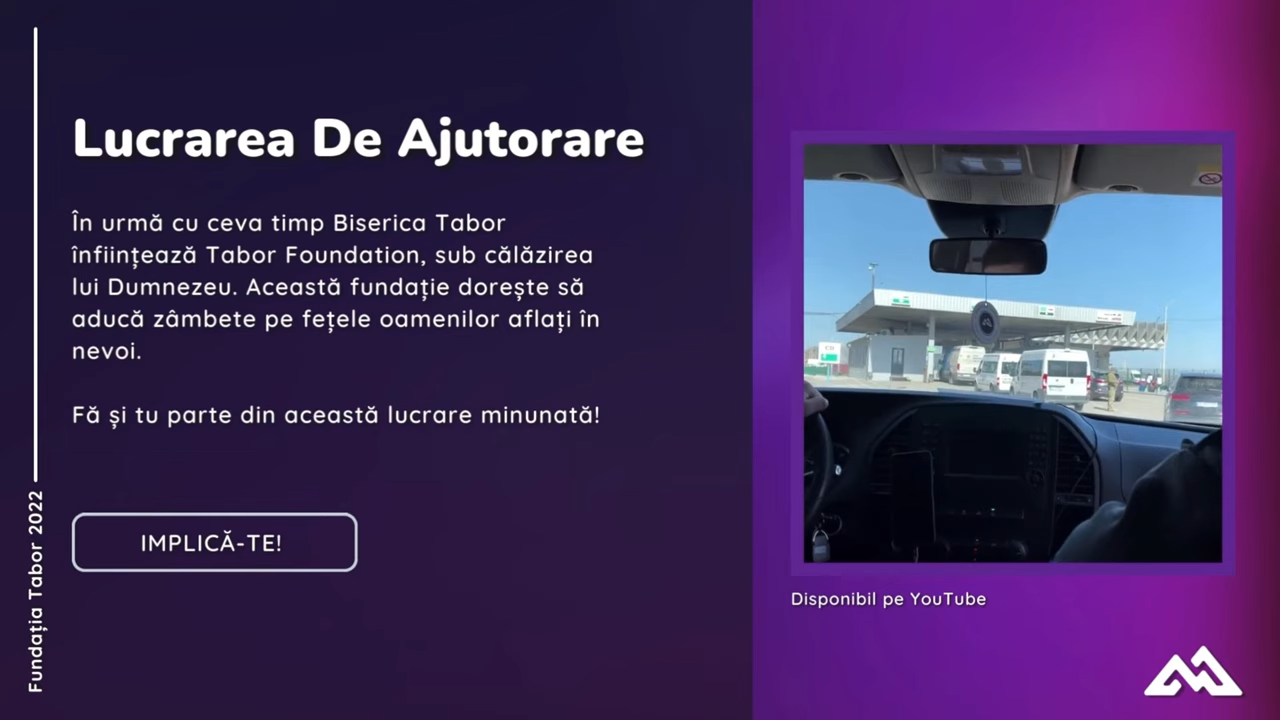 Lucrarea De Ajutorare
În urmă cu ceva timp Biserica Tabor
înființează Tabor Foundation, sub călăzirea
lui Dumnezeu. Această fundație dorește să
aducă zâmbete pe fețele oamenilor aflați în
nevoi.
Fă și tu parte din această lucrare minunată!
IMPLICĂ-TE!
Fundația Tabor 2022
Disponibil pe YouTube